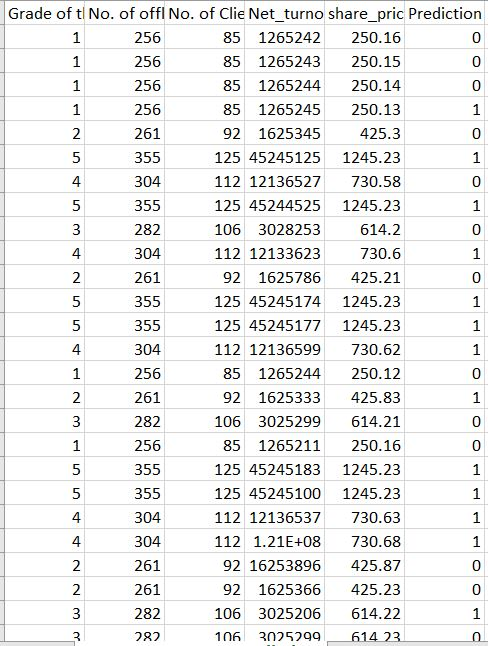 Grade of t No. of offl No. of Clie Net_turno share_pric Prediction
1 256 85 1265242 250.16 0
1 256 85 1265243 250.15 0
1 256 85 1265244 250.14 0
1 256 85 1265245 250.13 1
2 261 92 1625345 425.3 0
5 355 125 45245125 1245.23 1
4 304 112 12136527 730.58 0
5 355 125 45244525 1245.23 1
3 282 106 3028253 614.2 0
4 304 112 12133623 730.6 1
2 261 92 1625786 425.21 0
5 355 125 45245174 1245.23 1
5 355 125 45245177 1245.23 1
4 304 112 12136599 730.62 1
1 256 85 1265244 250.12 0
2 261 92 1625333 425.83 1
3 282 106 3025299 614.21 0
1 256 85 1265211 250.16 0
5 355 125 45245183 1245.23 1
5 355 125 45245100 1245.23 1
4 304 112 12136537 730.63 1
4 304 112 1.21E+08 730.68 1
2 261 92 16253896 425.87 0
2 261 92 1625366 425.23 0
3 282 106 3025206 614.22 1
3 282 106 3025299 614.23 0